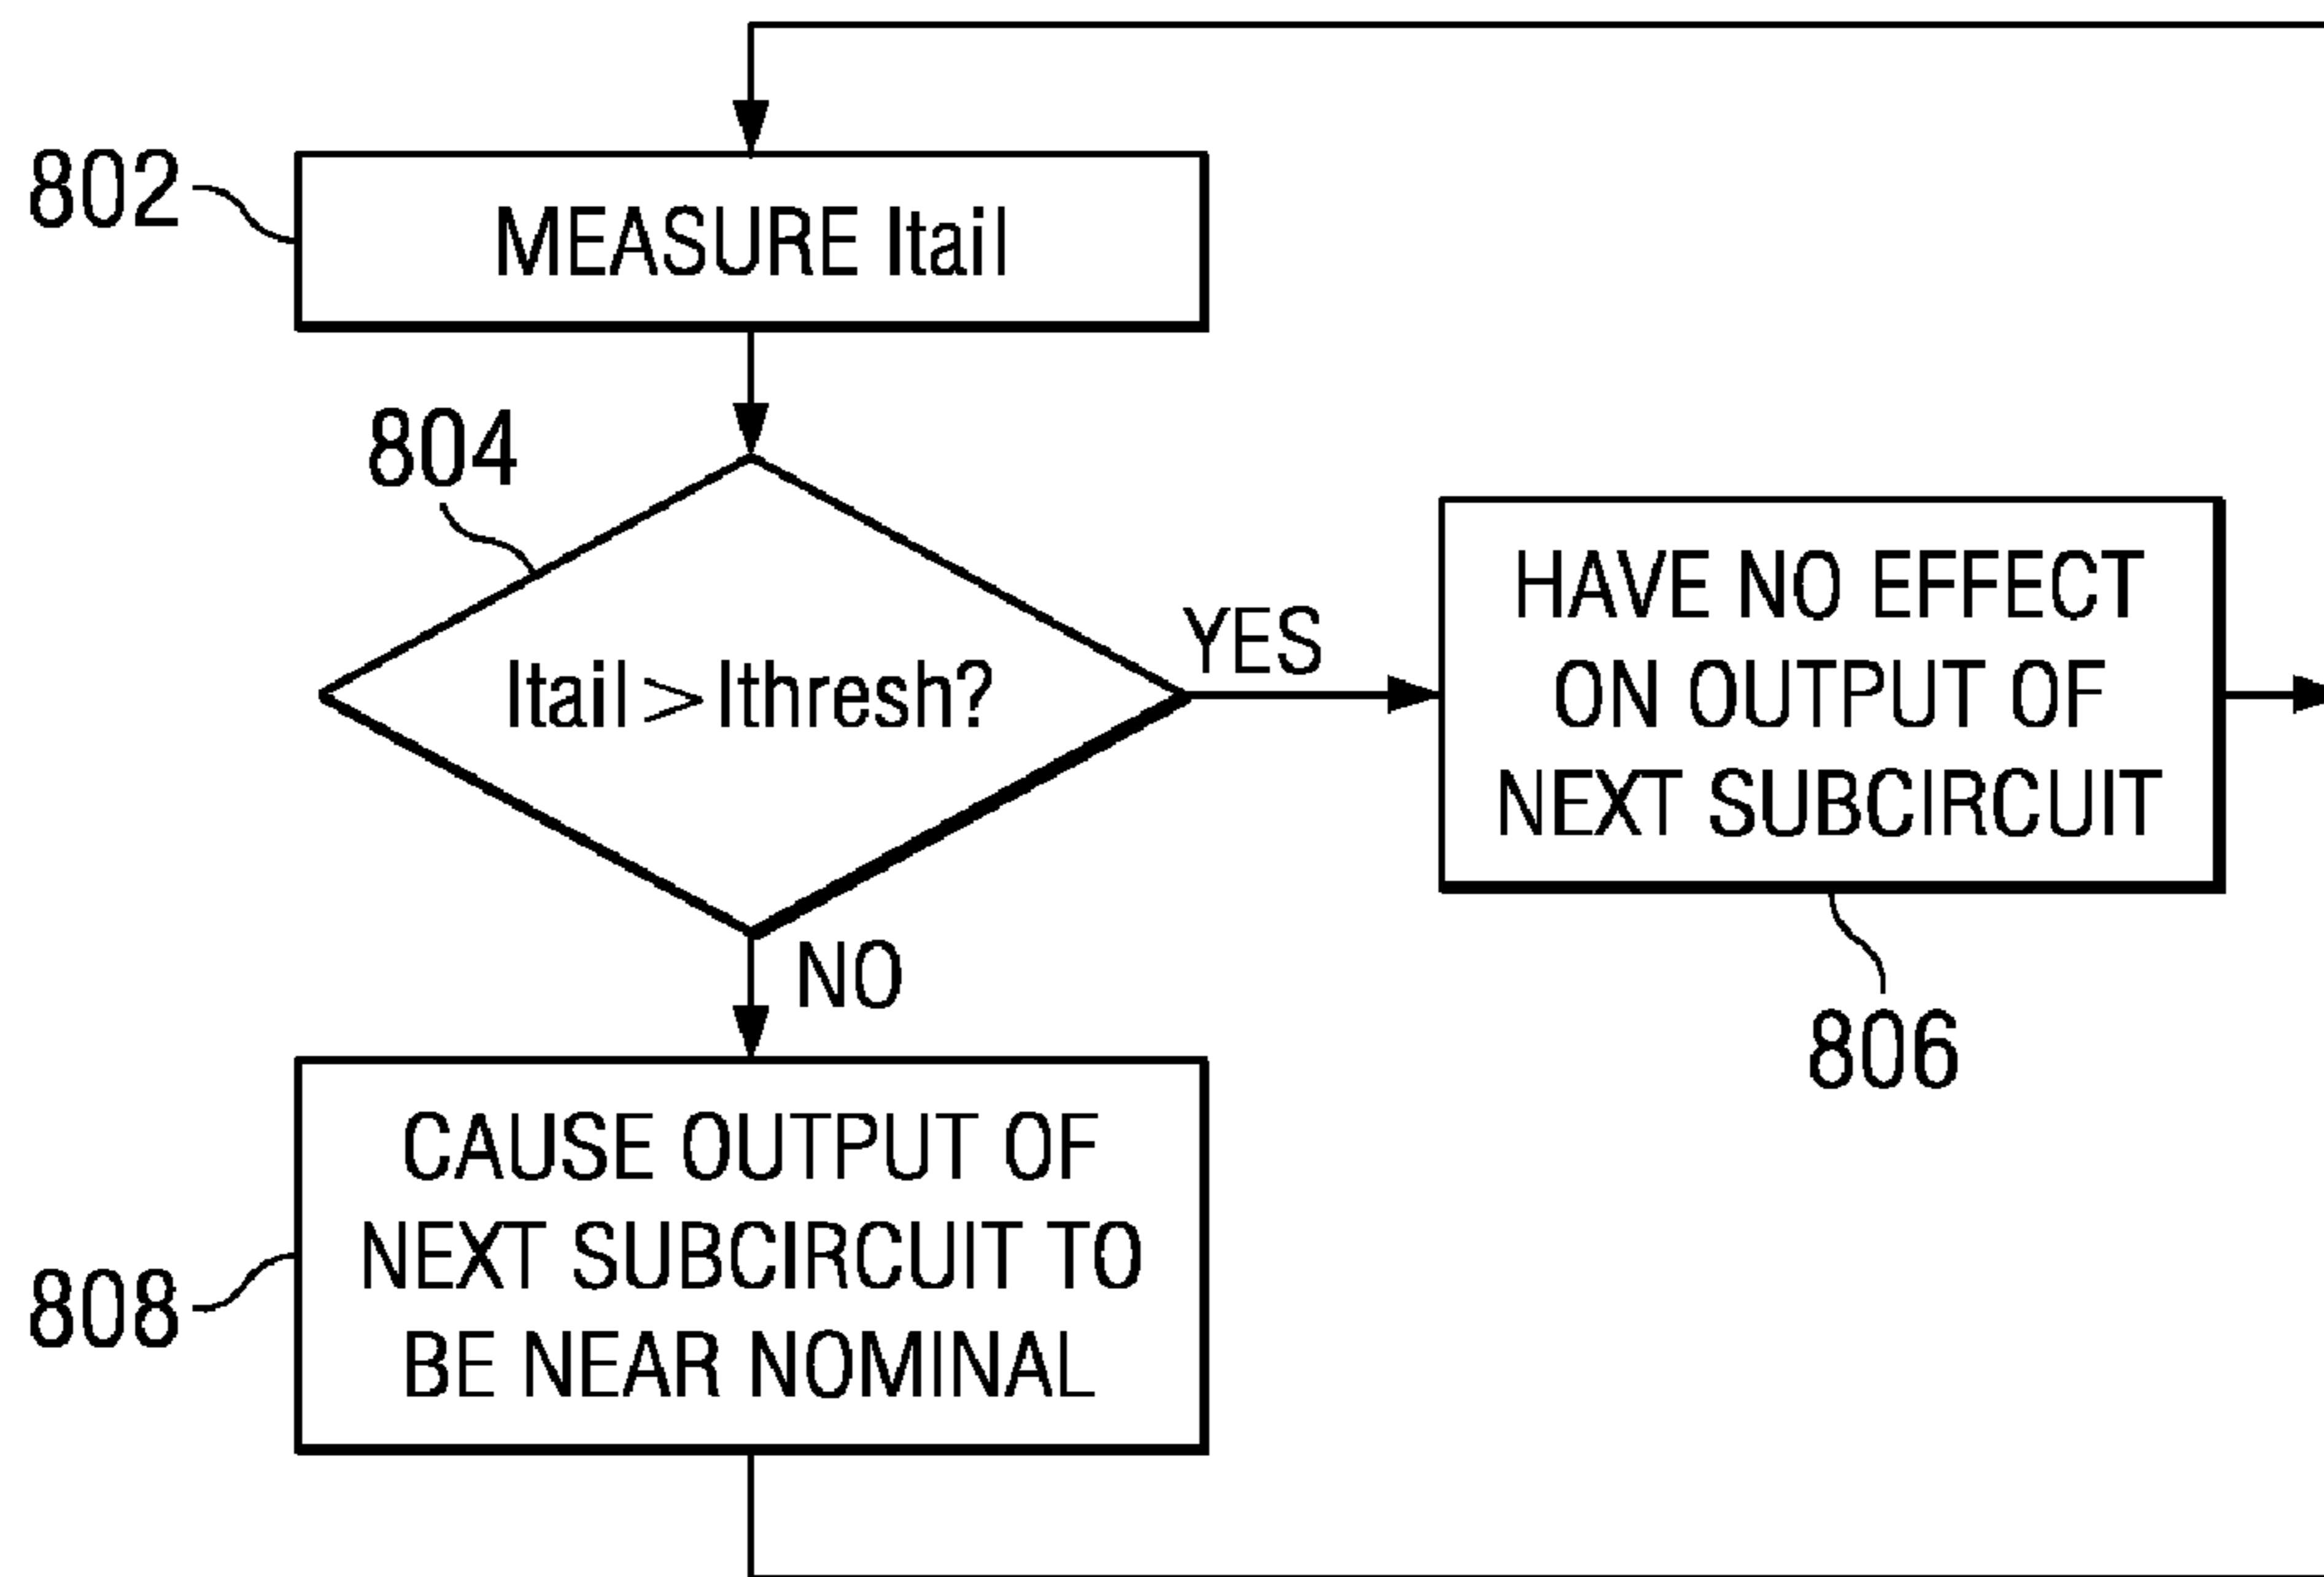 802
MEASURE Itail
804
Itail > Ithresh?
YES
HAVE NO EFFECT
ON OUTPUT OF
NEXT SUBCIRCUIT
806
NO
808
CAUSE OUTPUT OF
NEXT SUBCIRCUIT TO
BE NEAR NOMINAL